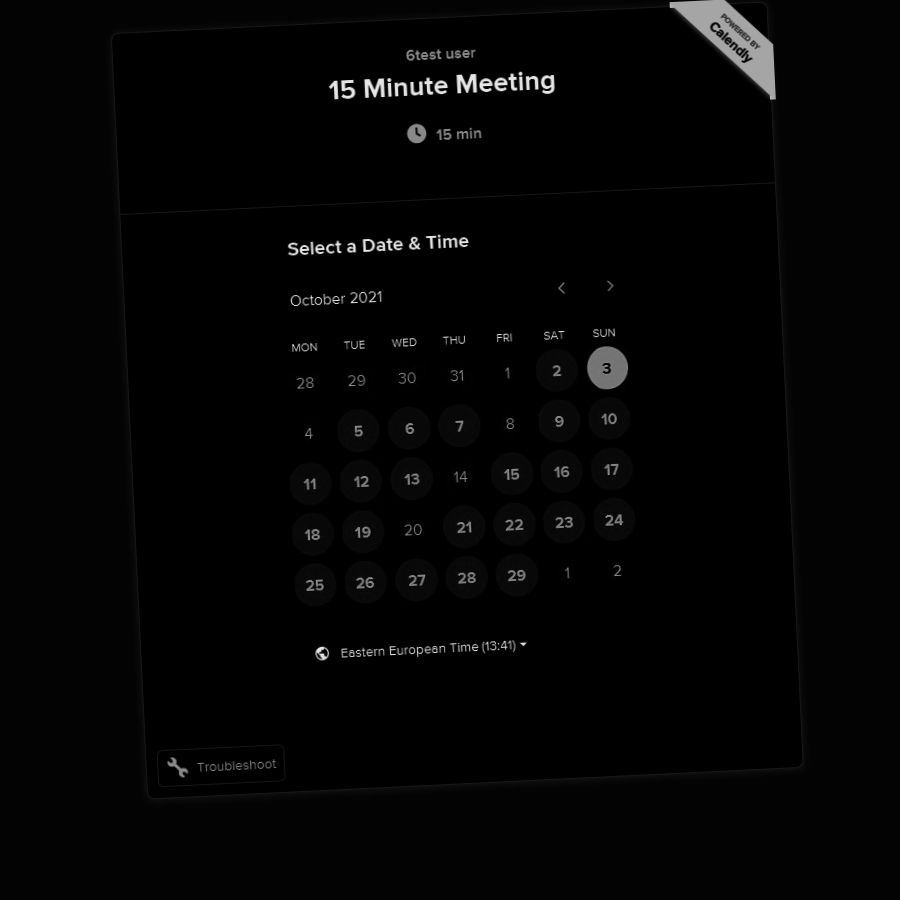 POWERED BY
Calendly
6test user
15 Minute Meeting
15 min
Select a Date & Time
October 2021
MON TUE WED THU FRI SAT SUN
28 29 30 31 1 2 3
4 5 6 7 8 9 10
11 12 13 14 15 16 17
18 19 20 21 22 23 24
25 26 27 28 29 1 2
Eastern European Time (13:41)
Troubleshoot